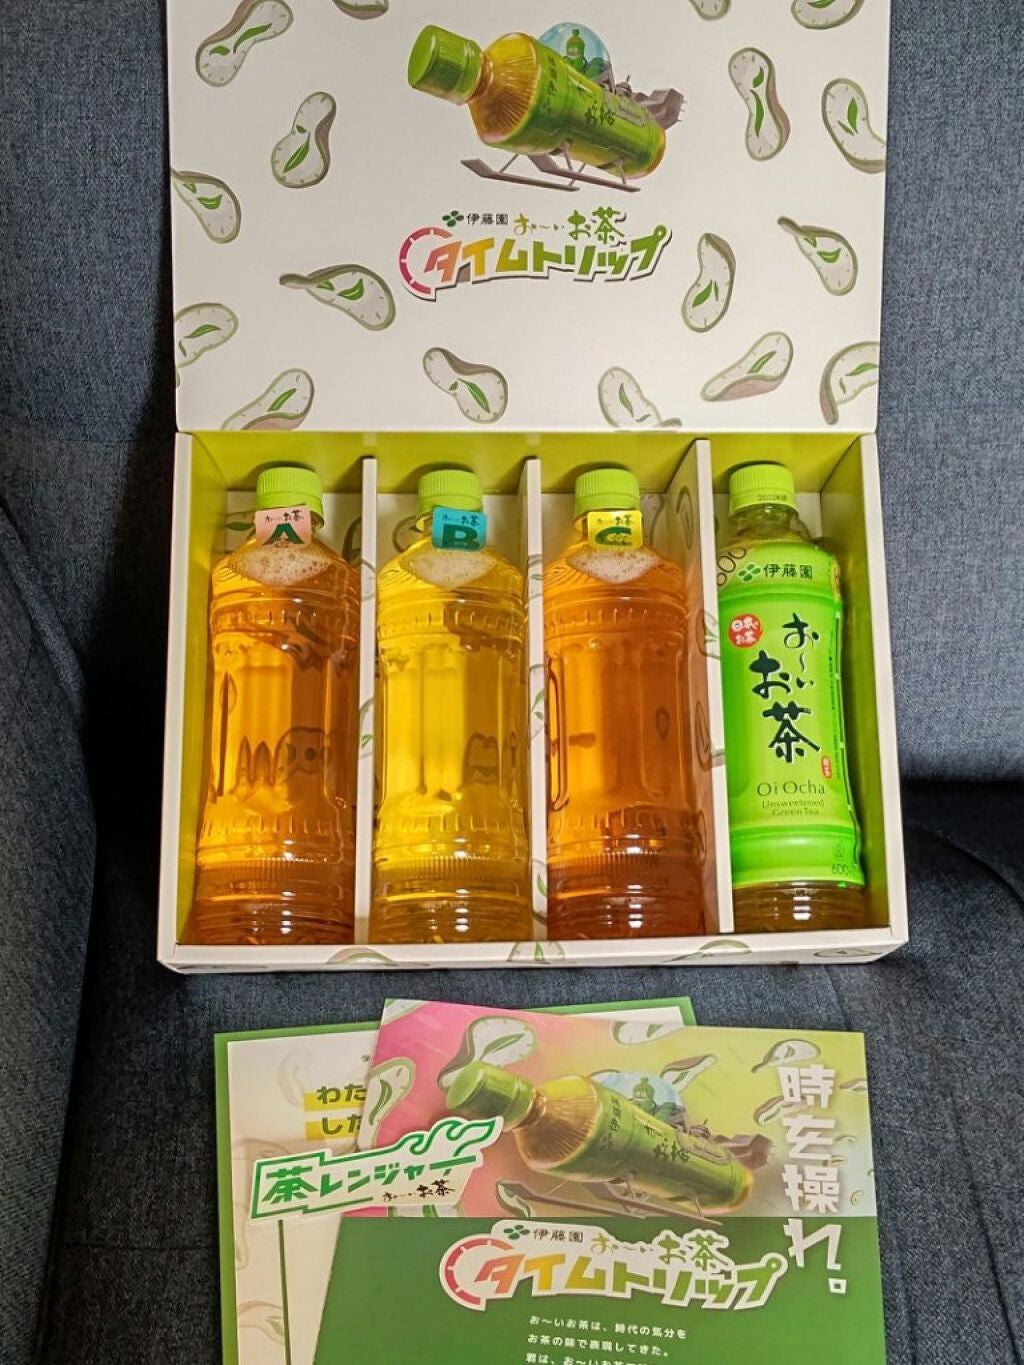 伊藤園 お〜いお茶
タイムトリップ
お〜いお茶
A
お〜いお茶
B
お〜いお茶
C
伊藤園
日本の
お茶
お〜い
お茶
緑茶
Oi Ocha
Unsweetened
Green Tea
600
時を操れ。
わた
した
茶レンジャー
お〜いお茶
伊藤園 お〜いお茶
タイムトリップ
お〜いお茶は、時代の気分を
お茶の味で表現してきた。
君は、お〜いお茶